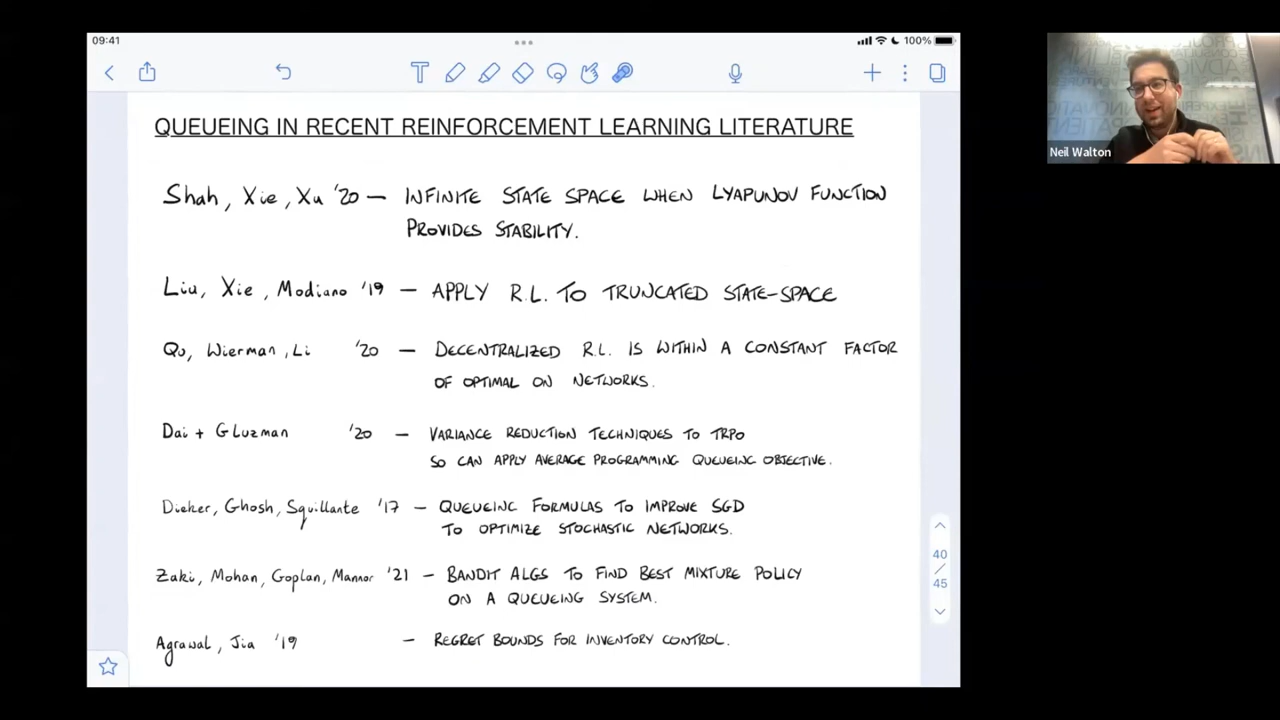 09:41
100%
QUEUEING IN RECENT REINFORCEMENT LEARNING LITERATURE
Shah, Xie, Xu '20 — INFINITE STATE SPACE WHEN LYAPUNOV FUNCTION
PROVIDES STABILITY.
Liu, Xie, Modiano '19 — APPLY R.L. TO TRUNCATED STATE-SPACE
Qu, Wierman, Li '20 — DECENTRALIZED R.L. IS WITHIN A CONSTANT FACTOR
OF OPTIMAL ON NETWORKS.
Dai + Gluzman '20 — VARIANCE REDUCTION TECHNIQUES TO TRPO
SO CAN APPLY AVERAGE PROGRAMMING QUEUEING OBJECTIVE.
Dieker, Ghosh, Squillante '17 — QUEUEING FORMULAS TO IMPROVE SGD
TO OPTIMIZE STOCHASTIC NETWORKS.
Zaki, Mohan, Goplan, Mannor '21 — BANDIT ALGS TO FIND BEST MIXTURE POLICY
ON A QUEUEING SYSTEM.
Agrawal, Jia '19 — REGRET BOUNDS FOR INVENTORY CONTROL.
40
/
45
Neil Walton